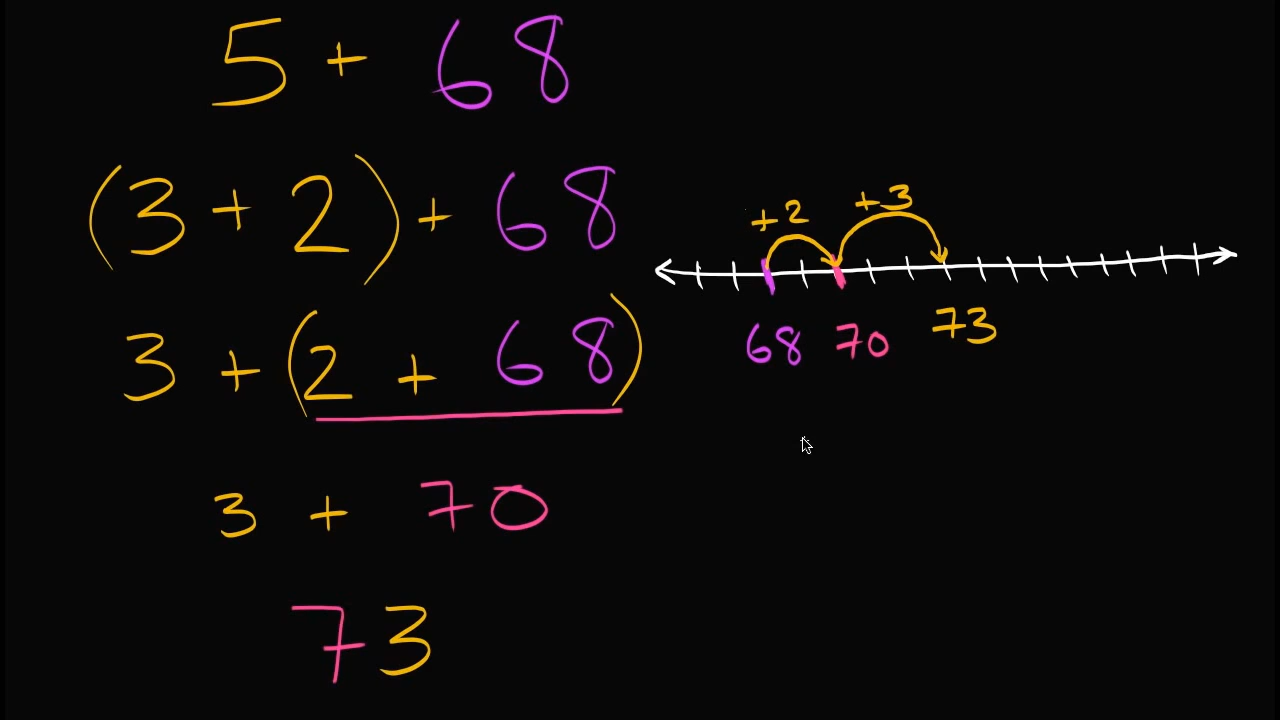 5 + 68
(3 + 2) + 68
+2 +3
68 70 73
3 + (2 + 68)
3 + 70
73